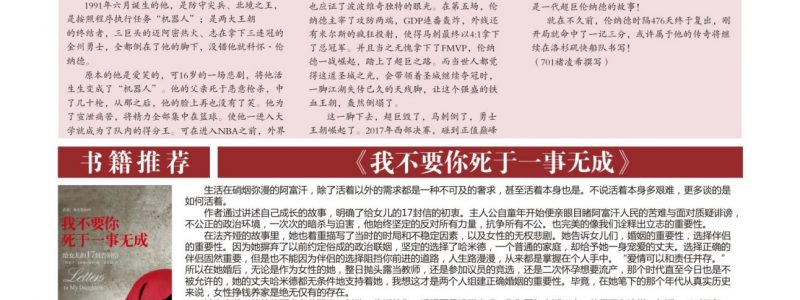 1991年六月诞生的他，是防守尖兵、北境之王，
是按照程序执行任务“机器人”；是两大王朝
的终结者，三巨头的迈阿密热火、志在拿下三连冠的
金州勇士，全都倒在了他的脚下，没错他就科怀·伦
纳德。
原本的他是爱笑的，可16岁的一场悲剧，将他活
生生变成了“机器人”。他的父亲死于恶意枪杀，中
了几十枪，从那之后，他的脸上再也没有了笑。他为
了宣泄痛苦，将精力全部集中在篮球。使他一进入大
学就成为了队内的得分王。可在进入NBA之前，外界
也应证了波波维奇独特的眼光。在第五场，伦
纳德主宰了攻防两端，GDP连番轰炸，外线还
有米尔斯的疯狂投射，使得马刺最终以4:1拿下
了总冠军。并且当之无愧拿下了FMVP，伦纳
德一战崛起，踏上了超巨之路。而当世人都觉
得这道圣城之光，会带领着圣城继续夺冠时，
一脚江湖失传已久的天残脚，让这个强盛的铁
血王朝，轰然倒塌了。
这一脚下去，超巨毁了，马刺倒了，勇士
王朝崛起了。2017年西部决赛，碰到正值巅峰
是一代超巨伦纳德的故事！
就在不久前，伦纳德时隔476天终于复出，刚
开局就命中了一记三分，或许属于他的传奇将继
续在洛杉矶快船队书写！
（701褚凌希撰写）
书籍推荐
《我不要你死于一事无成》
我不要你
死于一事无成
给女儿的17封告别信
Letters
to My Daughters
生活在硝烟弥漫的阿富汗，除了活着以外的需求都是一种不可及的奢求，甚至活着本身也是。不说活着本身多艰难，更多谈的是
如何活着。
作者通过讲述自己成长的故事，明确了给女儿的17封信的初衷。主人公自童年开始便亲眼目睹阿富汗人民的苦难与面对质疑诽谤，
不公正的政治环境，一次次的暗杀与迫害，他始终坚定的反对所有力量，抗争所有不公。也完美的像我们诠释出立志的重要性。
在法齐娅的故事里，她也着重描写了当时的时局和不稳定因素，以及女性的无权悲剧。她告诉女儿们，婚姻的重要性，选择伴侣
的重要性。因为她摒弃了以前约定俗成的政治联姻，坚定的选择了哈米德，一个普通的家庭，却给予她一身宠爱的丈夫。选择正确的
伴侣固然重要，但是也不能因为伴侣的选择阻挡你前进的道路，人生路漫漫，从来都是掌握在个人手中。“爱情可以和责任并存。”
所以在她婚后，无论是作为女性的她，整日抛头露当教师，还是参加议员的竞选，还是二次怀孕想要流产，那个时代直至今日也是不
被允许的，她的丈夫哈米德都无条件地支持着她，我想这才是两个人组建正确婚姻的重要性。毕竟，在她笔下的那个年代从真实历史
来说，女性挣钱养家是绝无仅有的存在。